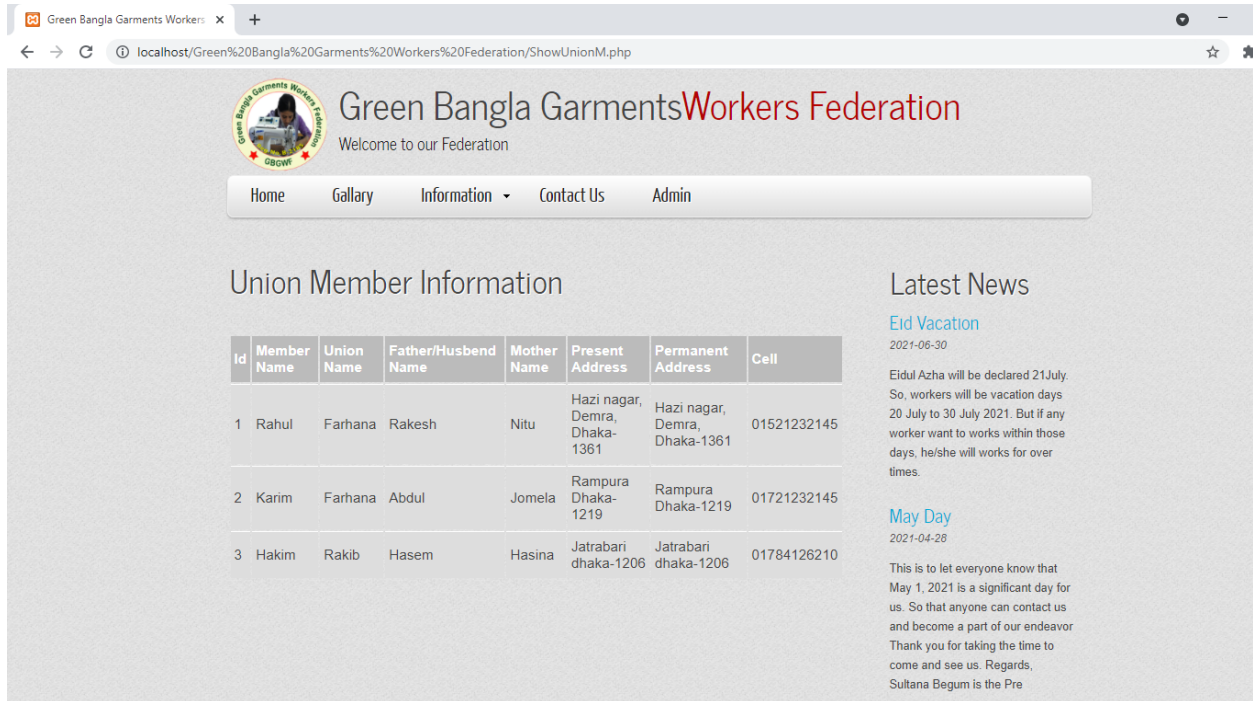 Green Bangla Garments Workers
localhost/Green%20Bangla%20Garments%20Workers%20Federation/ShowUnionM.php
Green Bangla Garments Workers Federation
GBGWF
Green Bangla GarmentsWorkers Federation
Welcome to our Federation
Home Gallary Information Contact Us Admin
Union Member Information
Id Member Name Union Name Father/Husbend Name Mother Name Present Address Permanent Address Cell
1 Rahul Farhana Rakesh Nitu Hazi nagar, Demra, Dhaka-1361 Hazi nagar, Demra, Dhaka-1361 01521232145
2 Karim Farhana Abdul Jomela Rampura Dhaka-1219 Rampura Dhaka-1219 01721232145
3 Hakim Rakib Hasem Hasina Jatrabari dhaka-1206 Jatrabari dhaka-1206 01784126210
Latest News
Eid Vacation
2021-06-30
Eidul Azha will be declared 21July.
So, workers will be vacation days
20 July to 30 July 2021. But if any
worker want to works within those
days, he/she will works for over
times.
May Day
2021-04-28
This is to let everyone know that
May 1, 2021 is a significant day for
us. So that anyone can contact us
and become a part of our endeavor
Thank you for taking the time to
come and see us. Regards,
Sultana Begum is the Pre